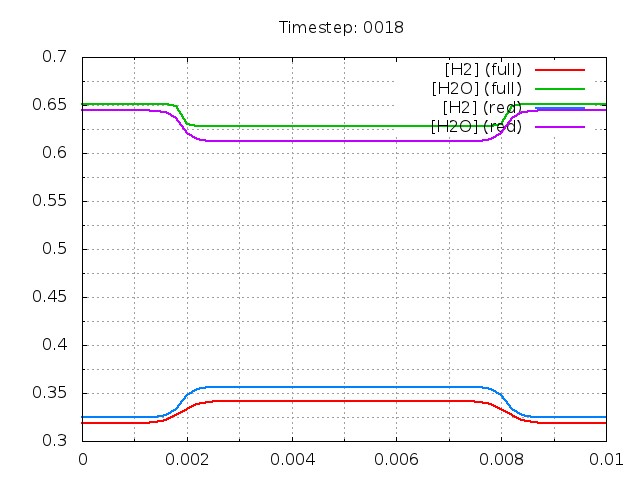 Timestep: 0018
0.7
0.65
0.6
0.55
0.5
0.45
0.4
0.35
0.3
0 0.002 0.004 0.006 0.008 0.01
[H2] (full)
[H2O] (full)
[H2] (red)
[H2O] (red)